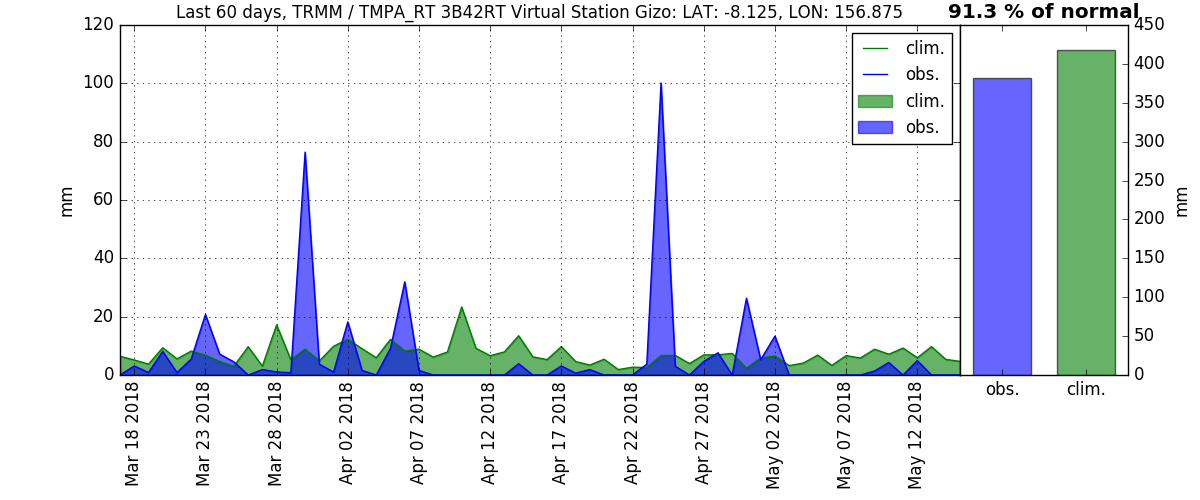 Last 60 days, TRMM / TMPA_RT 3B42RT Virtual Station Gizo: LAT: -8.125, LON: 156.875
91.3 % of normal
120
100
80
60
40
20
0
mm
clim.
obs.
clim.
obs.
Mar 18 2018
Mar 23 2018
Mar 28 2018
Apr 02 2018
Apr 07 2018
Apr 12 2018
Apr 17 2018
Apr 22 2018
Apr 27 2018
May 02 2018
May 07 2018
May 12 2018
450
400
350
300
250
200
150
100
50
0
mm
obs.
clim.